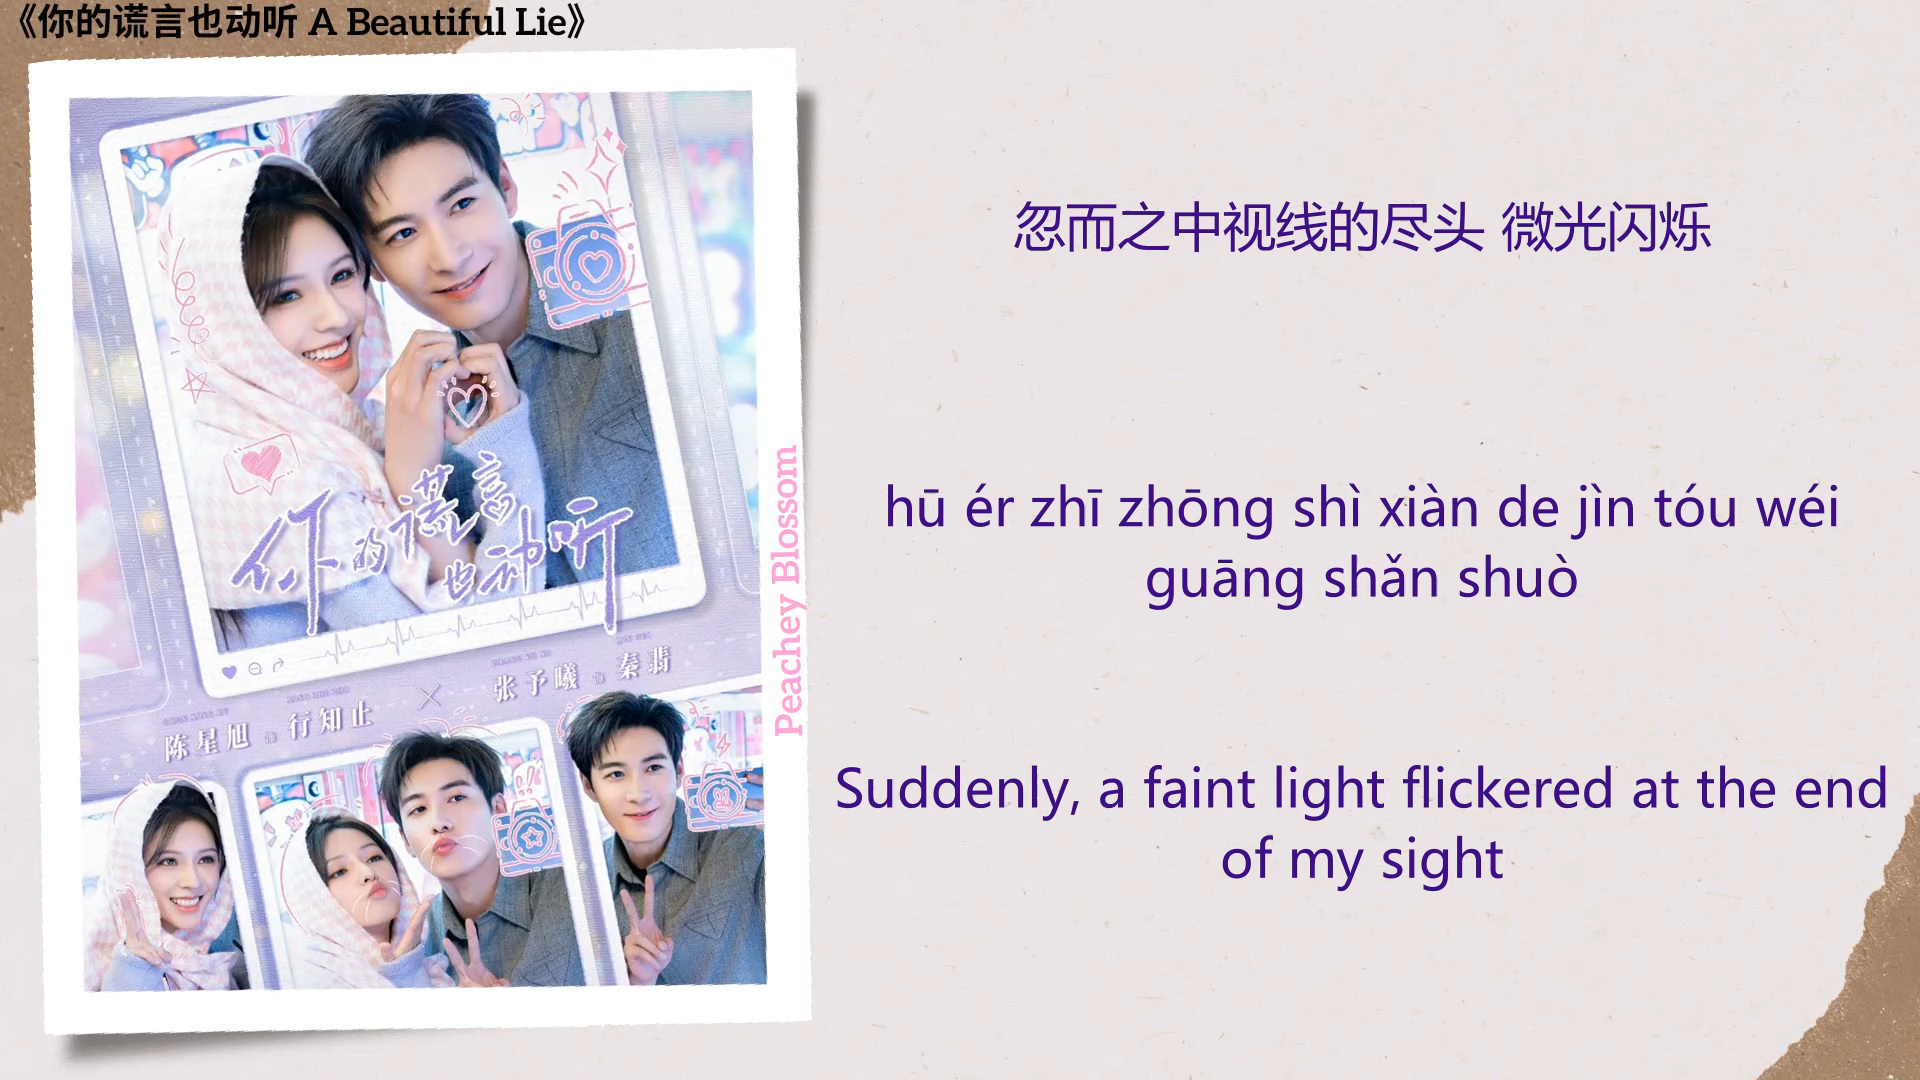 《你的谎言也动听 A Beautiful Lie》
忽而之中视线的尽头 微光闪烁
hū ér zhī zhōng shì xiàn de jìn tóu wéi
guāng shǎn shuò
Suddenly, a faint light flickered at the end
of my sight
Peachey Blossom
你的谎言
也动听
陈星旭 饰 行知止 × 张予曦 饰 秦翡